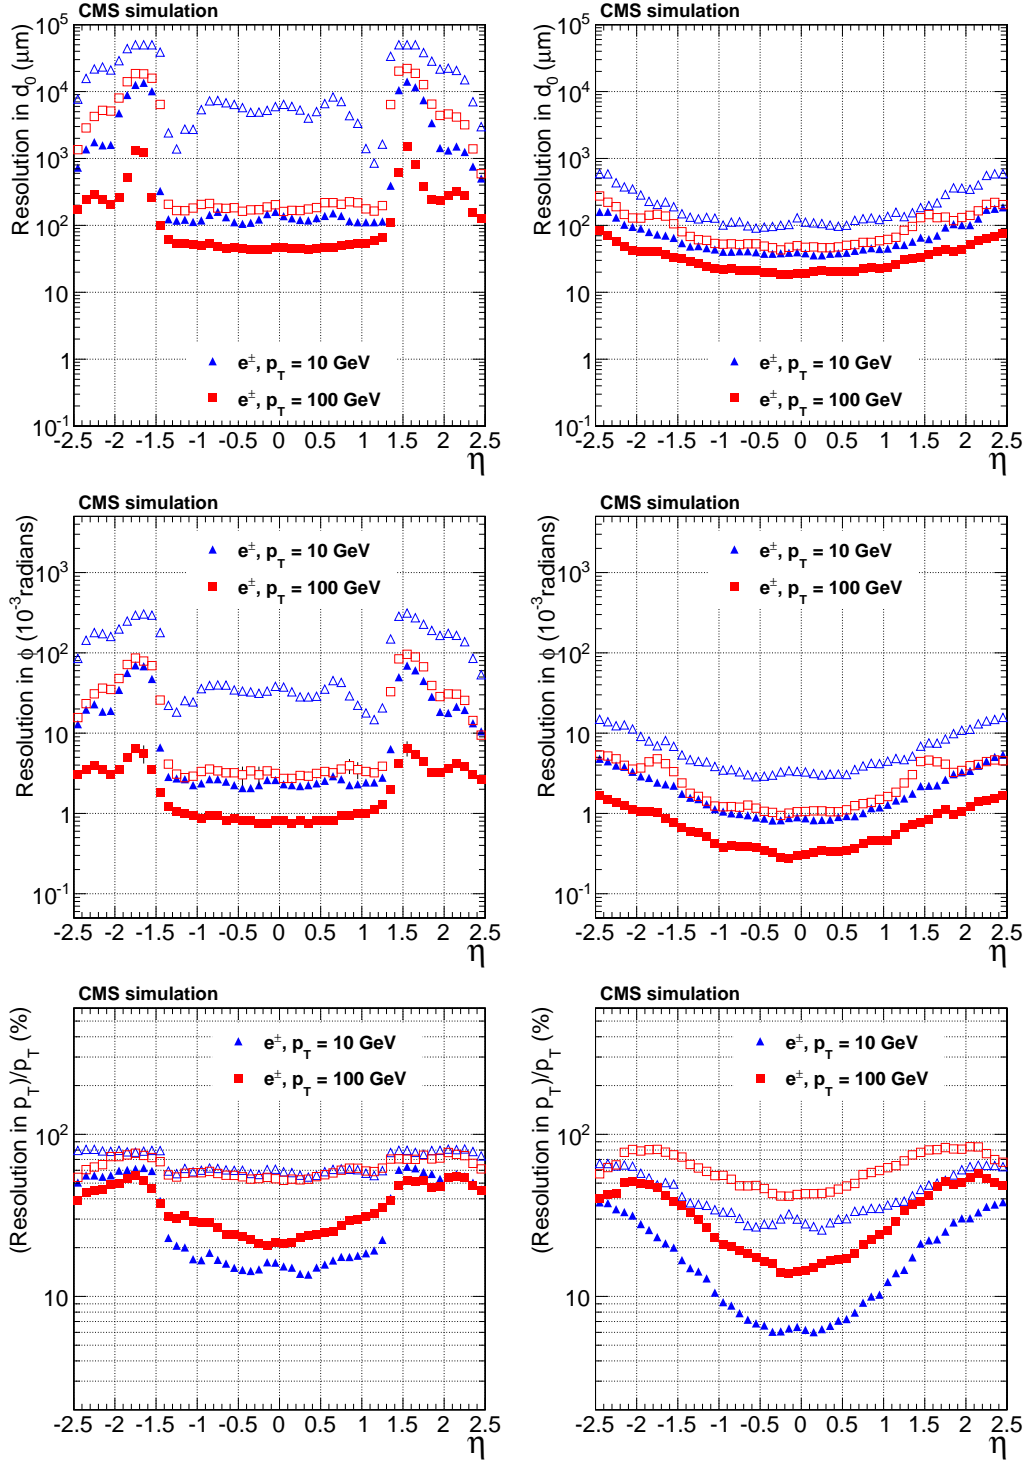 CMS simulation
Resolution in d0 (μm)
10^5
10^4
10^3
10^2
10
1
10^-1
e±, pT = 10 GeV
e±, pT = 100 GeV
-2.5 -2 -1.5 -1 -0.5 0 0.5 1 1.5 2 2.5
η
CMS simulation
Resolution in d0 (μm)
10^5
10^4
10^3
10^2
10
1
10^-1
e±, pT = 10 GeV
e±, pT = 100 GeV
-2.5 -2 -1.5 -1 -0.5 0 0.5 1 1.5 2 2.5
η
CMS simulation
Resolution in ϕ (10^-3 radians)
e±, pT = 10 GeV
e±, pT = 100 GeV
10^3
10^2
10
1
10^-1
-2.5 -2 -1.5 -1 -0.5 0 0.5 1 1.5 2 2.5
η
CMS simulation
Resolution in ϕ (10^-3 radians)
e±, pT = 10 GeV
e±, pT = 100 GeV
10^3
10^2
10
1
10^-1
-2.5 -2 -1.5 -1 -0.5 0 0.5 1 1.5 2 2.5
η
CMS simulation
(Resolution in pT)/pT (%)
e±, pT = 10 GeV
e±, pT = 100 GeV
10^2
10
-2.5 -2 -1.5 -1 -0.5 0 0.5 1 1.5 2 2.5
η
CMS simulation
(Resolution in pT)/pT (%)
e±, pT = 10 GeV
e±, pT = 100 GeV
10^2
10
-2.5 -2 -1.5 -1 -0.5 0 0.5 1 1.5 2 2.5
η